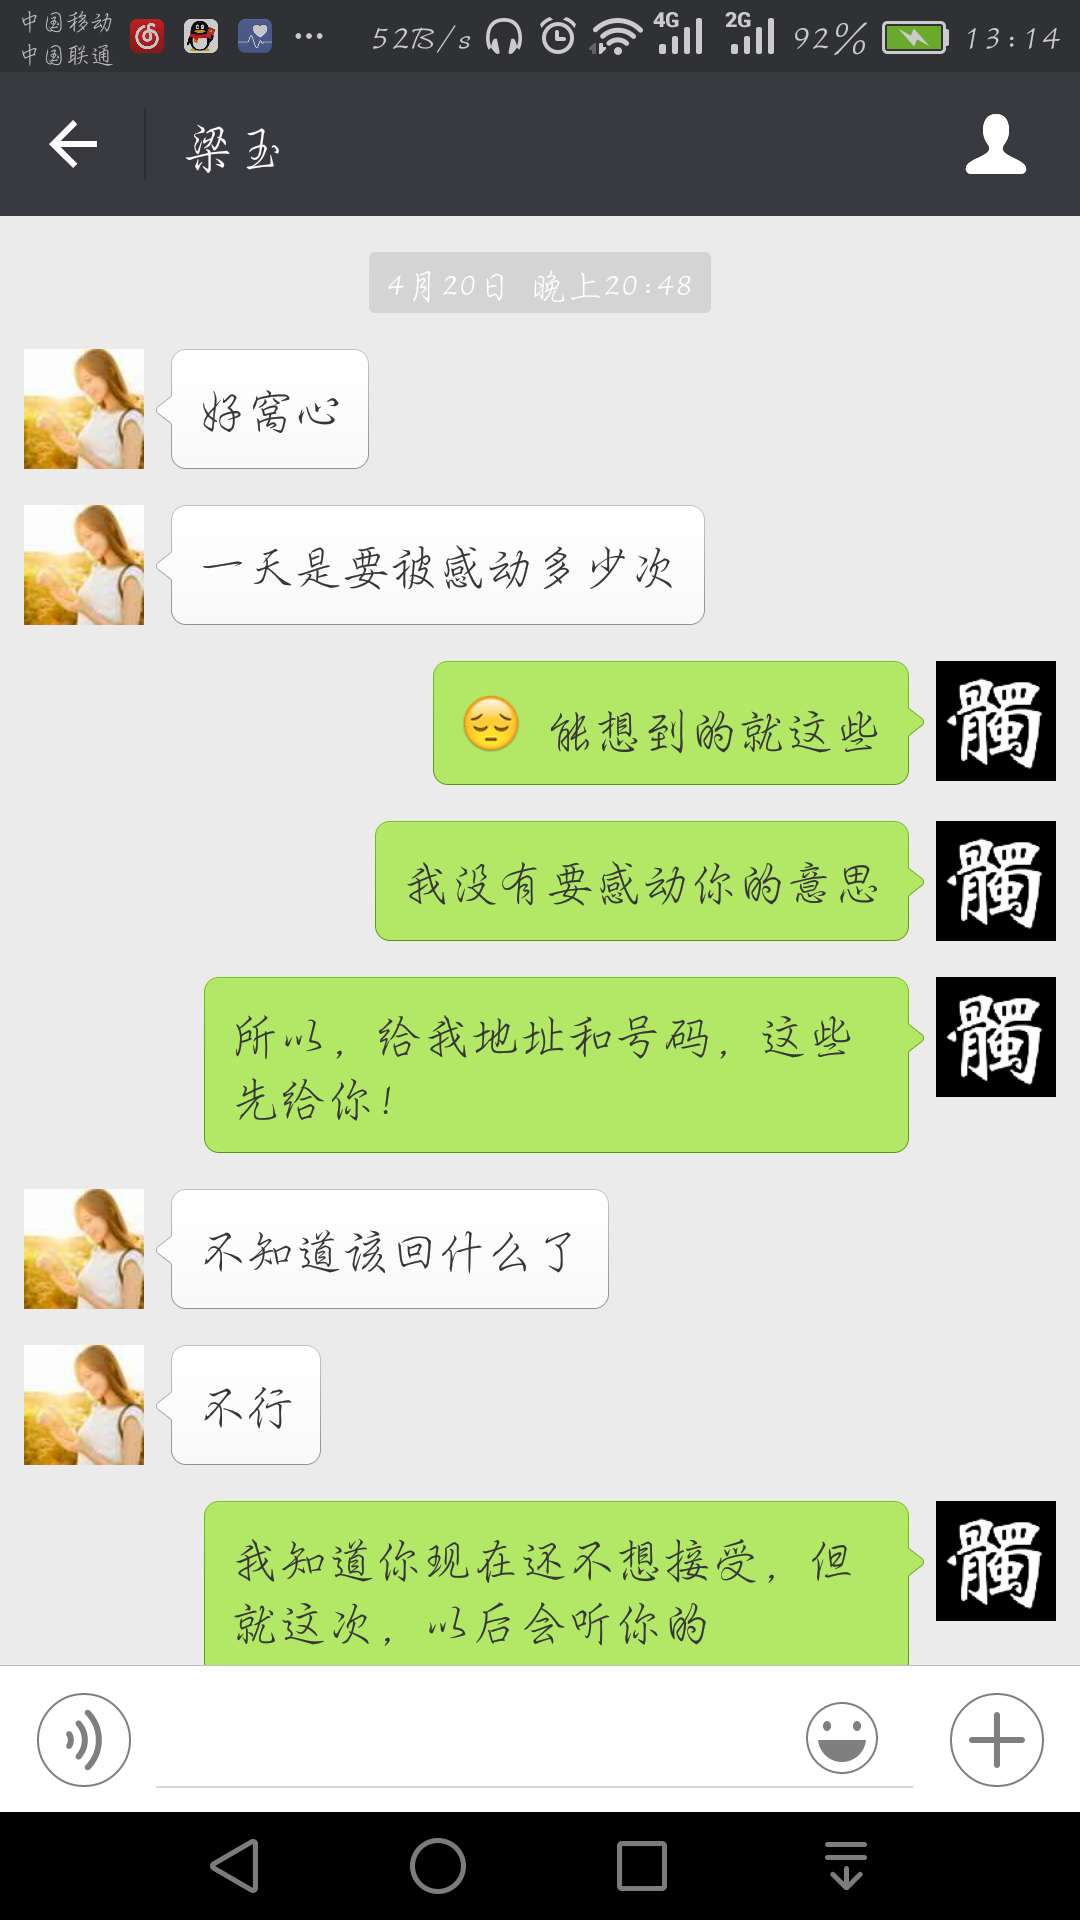 中国移动
中国联通
52B/s
4G
2G
92%
13:14
梁玉
4月20日 晚上20:48
好窝心
一天是要被感动多少次
😔 能想到的就这些
髑
我没有要感动你的意思
髑
所以，给我地址和号码，这些
先给你！
髑
不知道该回什么了
不行
我知道你现在还不想接受，但
就这次，以后会听你的
髑